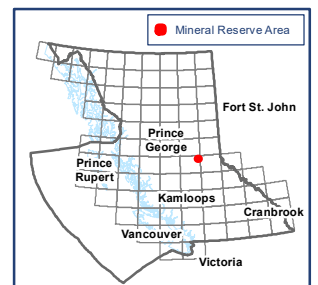 Mineral Reserve Area
Fort St. John
Prince
George
Prince
Rupert
Kamloops
Cranbrook
Vancouver
Victoria